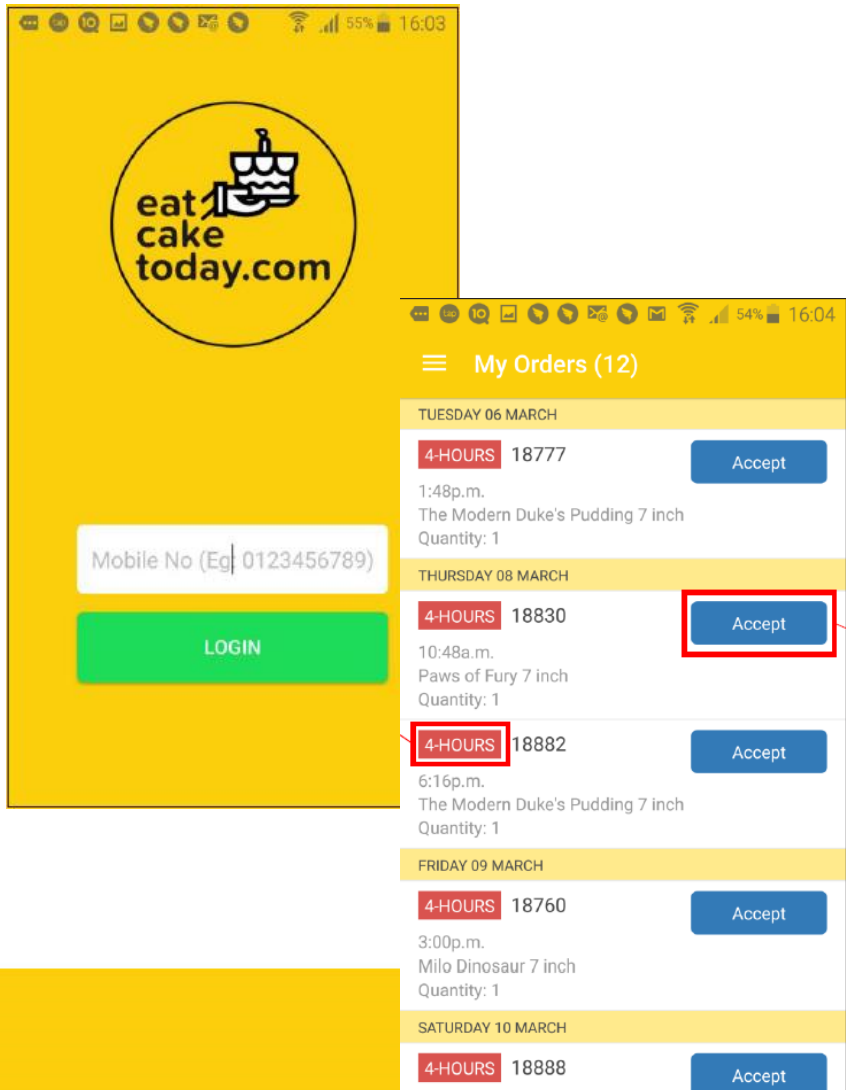 55% 16:03
eat
cake
today.com
Mobile No (Eg: 0123456789)
LOGIN
54% 16:04
My Orders (12)
TUESDAY 06 MARCH
4-HOURS 18777 Accept
1:48p.m.
The Modern Duke's Pudding 7 inch
Quantity: 1
THURSDAY 08 MARCH
4-HOURS 18830 Accept
10:48a.m.
Paws of Fury 7 inch
Quantity: 1
4-HOURS 18882 Accept
6:16p.m.
The Modern Duke's Pudding 7 inch
Quantity: 1
FRIDAY 09 MARCH
4-HOURS 18760 Accept
3:00p.m.
Milo Dinosaur 7 inch
Quantity: 1
SATURDAY 10 MARCH
4-HOURS 18888 Accept